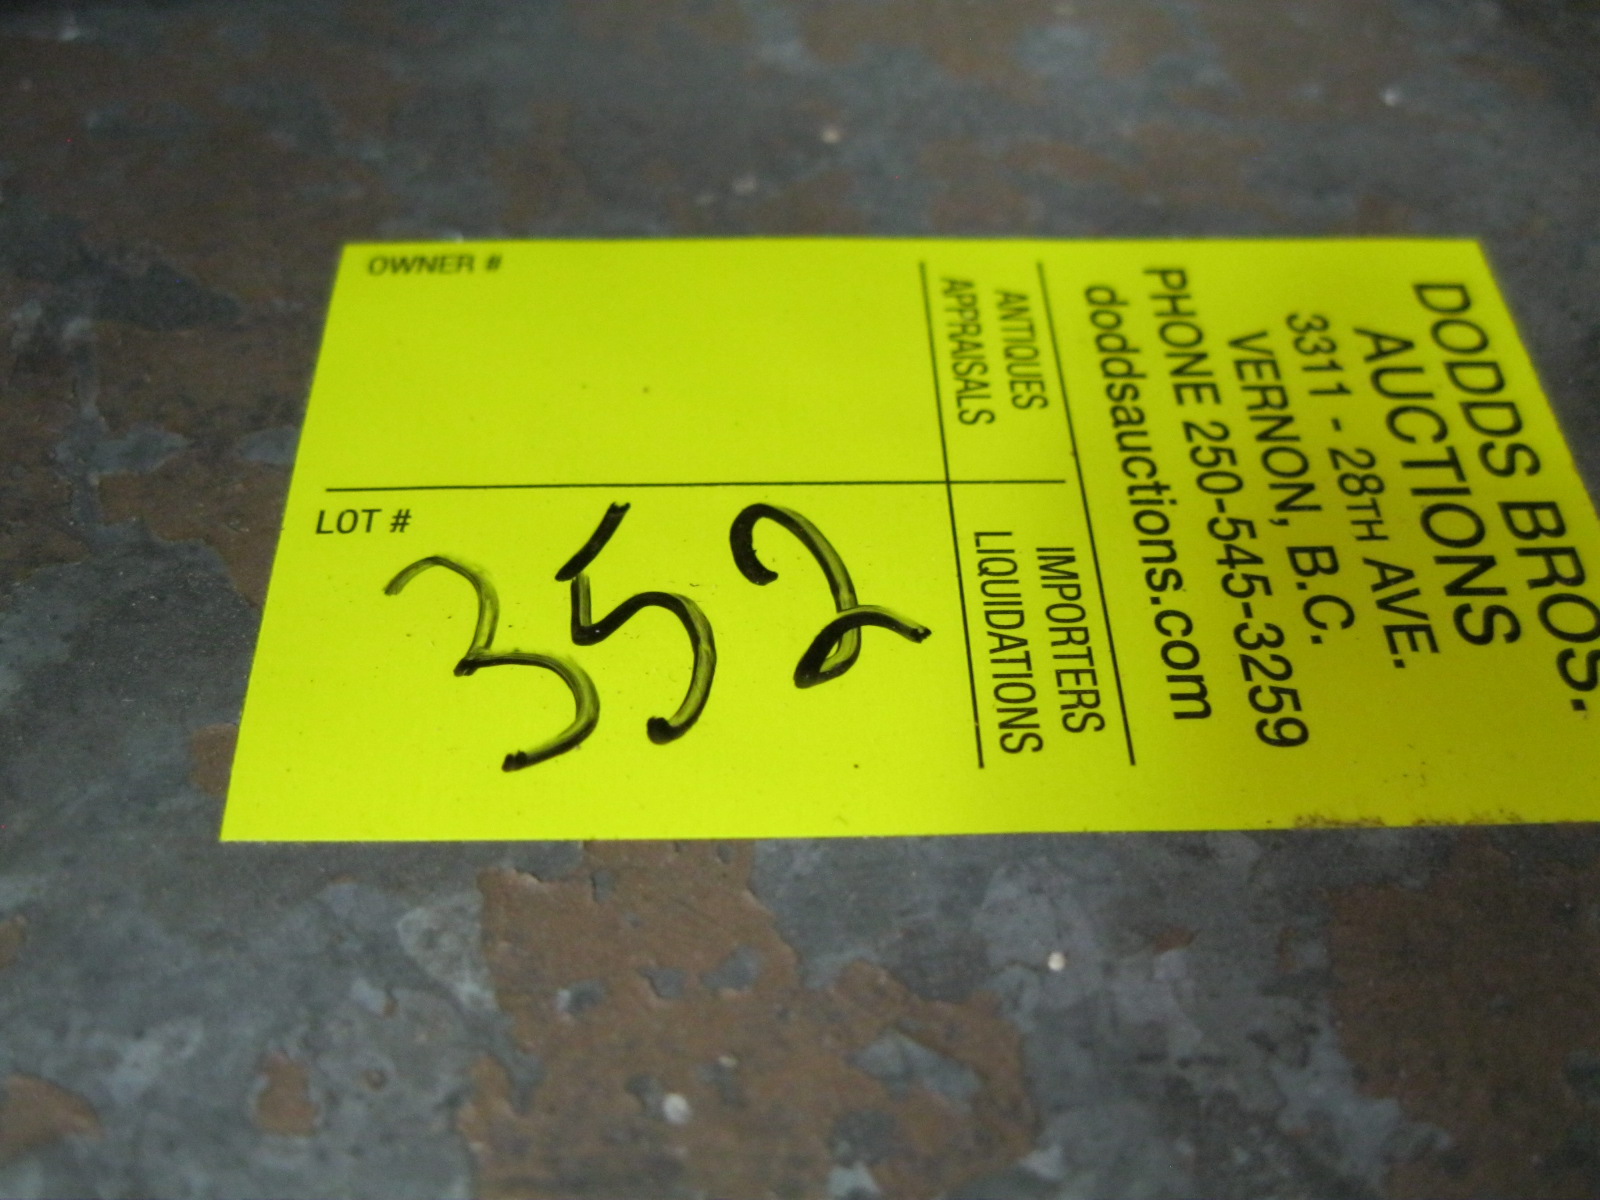 DODDS BROS.
AUCTIONS
3311 - 28TH AVE.
VERNON, B.C.
PHONE 250-545-3259
doddsauctions.com
ANTIQUES
APPRAISALS
IMPORTERS
LIQUIDATIONS
OWNER #
LOT #
352